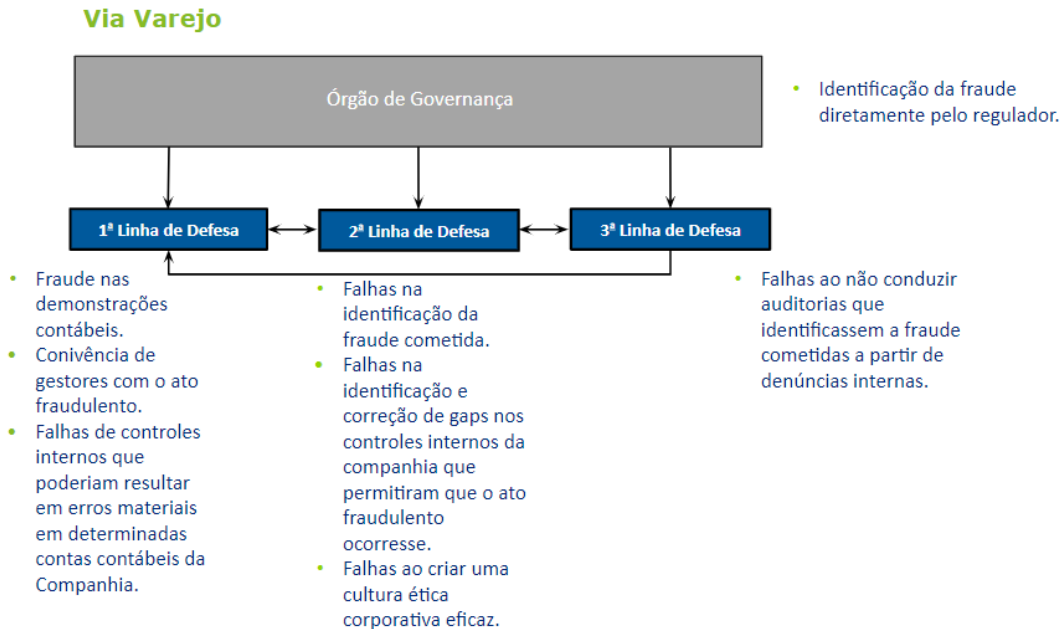 Via Varejo
Órgão de Governança
• Identificação da fraude
diretamente pelo regulador.
1ª Linha de Defesa
2ª Linha de Defesa
3ª Linha de Defesa
• Fraude nas
demonstrações
contábeis.
• Conivência de
gestores com o ato
fraudulento.
• Falhas de controles
internos que
poderiam resultar
em erros materiais
em determinadas
contas contábeis da
Companhia.
• Falhas na
identificação da
fraude cometida.
• Falhas na
identificação e
correção de gaps nos
controles internos da
companhia que
permitiram que o ato
fraudulento
ocorresse.
• Falhas ao criar uma
cultura ética
corporativa eficaz.
• Falhas ao não conduzir
auditorias que
identificassem a fraude
cometidas a partir de
denúncias internas.